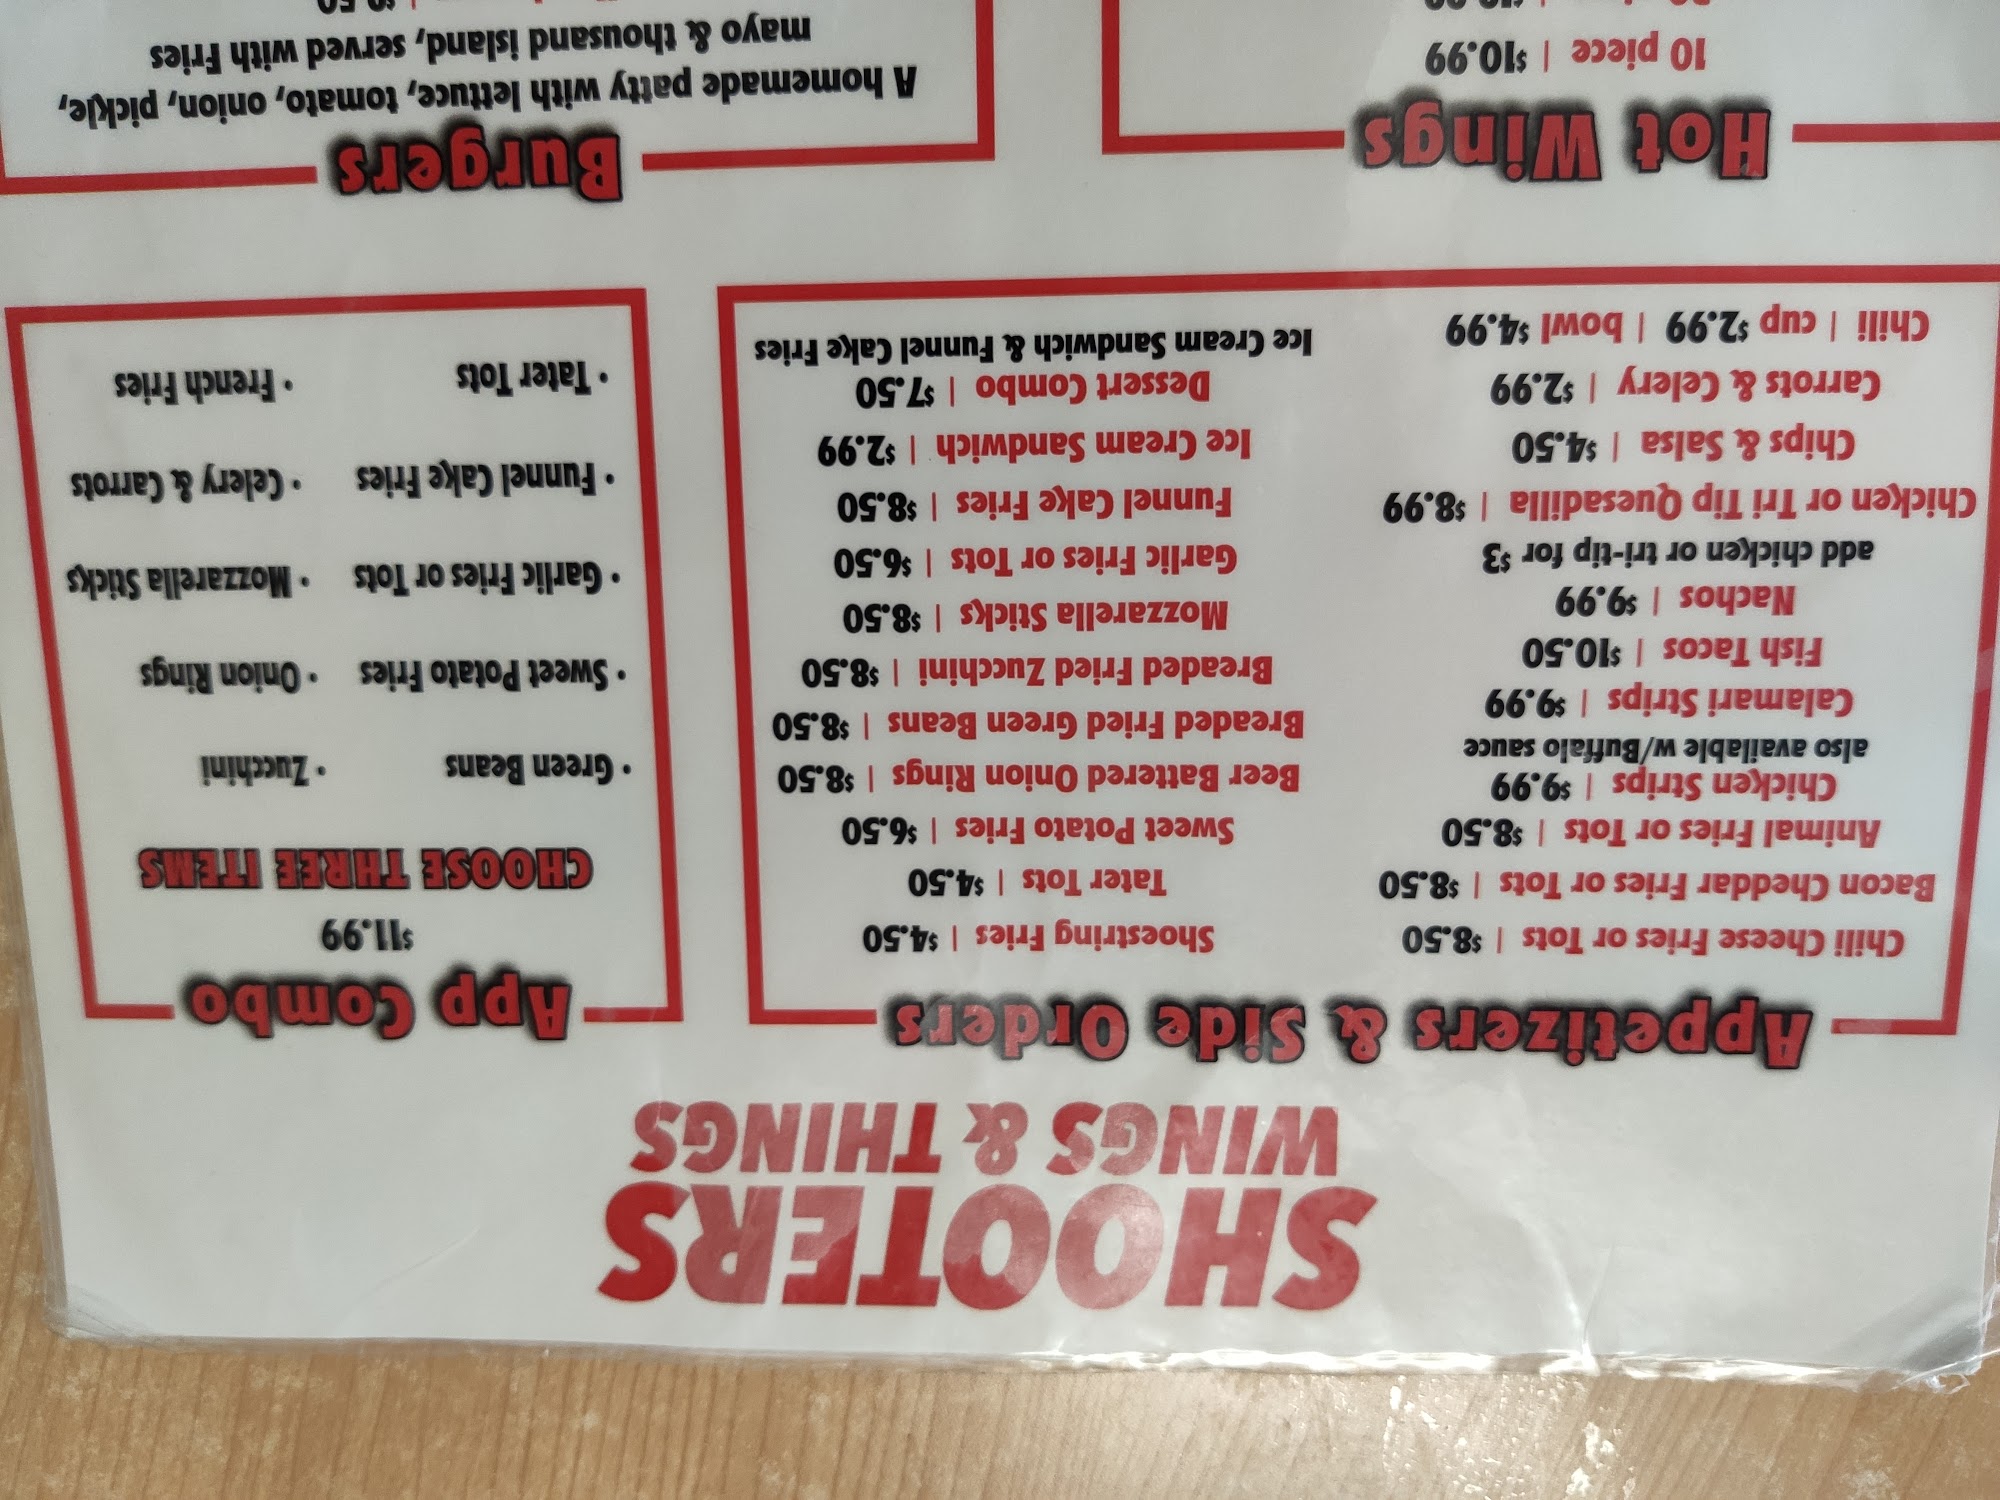 SHOOTERS
WINGS & THINGS
Appetizers & Side Orders
Chili Cheese Fries or Tots | $8.50
Bacon Cheddar Fries or Tots | $8.50
Animal Fries or Tots | $8.50
Chicken Strips | $9.99
also available w/Buffalo sauce
Calamari Strips | $9.99
Fish Tacos | $10.50
Nachos | $9.99
add chicken or tri-tip for $3
Chicken or Tri Tip Quesadilla | $8.99
Chips & Salsa | $4.50
Carrots & Celery | $2.99
Chili | cup $2.99 | bowl $4.99
Shoestring Fries | $4.50
Tater Tots | $4.50
Sweet Potato Fries | $6.50
Beer Battered Onion Rings | $8.50
Breaded Fried Green Beans | $8.50
Breaded Fried Zucchini | $8.50
Mozzarella Sticks | $8.50
Garlic Fries or Tots | $6.50
Funnel Cake Fries | $8.50
Ice Cream Sandwich | $2.99
Dessert Combo | $7.50
Ice Cream Sandwich & Funnel Cake Fries
App Combo
$11.99
CHOOSE THREE ITEMS
• Green Beans • Zucchini
• Sweet Potato Fries • Onion Rings
• Garlic Fries or Tots • Mozzarella Sticks
• Funnel Cake Fries • Celery & Carrots
• Tater Tots • French Fries
Hot Wings
10 piece | $10.99
Burgers
A homemade patty with lettuce, tomato, onion, pickle,
mayo & thousand island, served with Fries